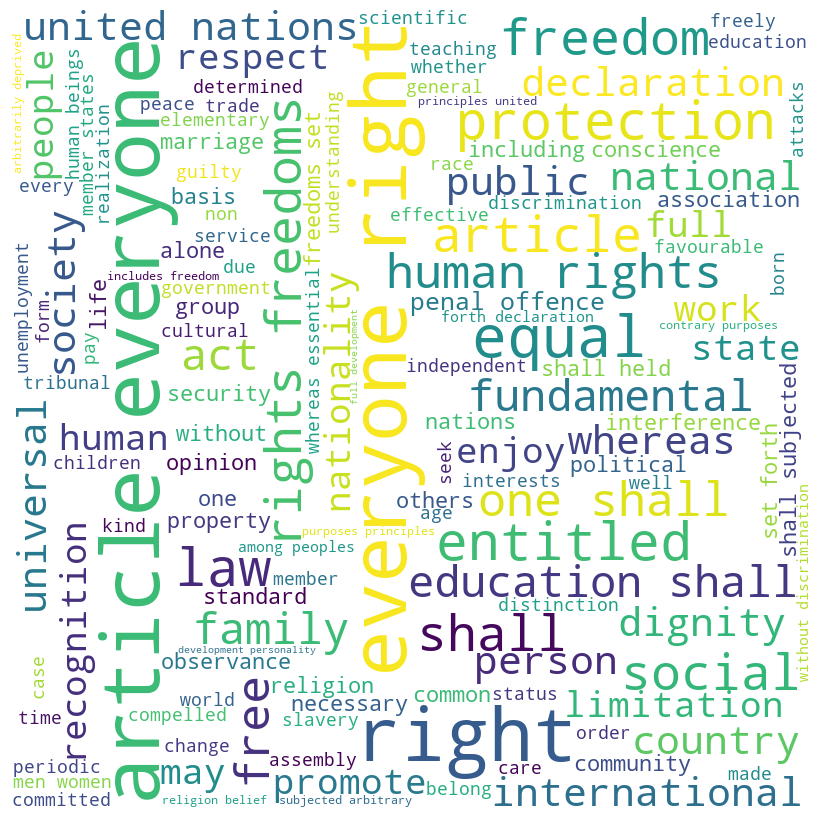 united nations
scientific
freedom
freely
education
respect
teaching
whether
determined
general
declaration
arbitrarily deprived
people
human beings
member states
realization
peace
trade
elementary
marriage
principles united
protection
attacks
article everyone
rights freedoms
freedoms set
understanding
everyone right
including
conscience
race
guilty
every
basis
non
public
national
discrimination
association
effective
article
full
favourable
service
society
alone
due
includes freedom
government
whereas essential
nationality
full development
human rights
born
unemployment
form
life
group
cultural
penal offence
work
forth declaration
contrary purposes
pay
act
equal
state
tribunal
security
independent
shall held
fundamental
universal
human
without
nations
interference
whereas
enjoy
shall subjected
children
opinion
seek
political
interests
well
set forth
one
others
age
one shall
kind
property
purposes principles
recognition
law
among peoples
entitled
member
standard
education shall
without discrimination
distinction
family
shall
dignity
development personality
observance
person
social
case
free
religion
world
necessary
common
status
limitation
time
compelled
slavery
right
order
country
change
assembly
care
community
periodic
men women
may
promote
belong
made
committed
religion belief
subjected arbitrary
international